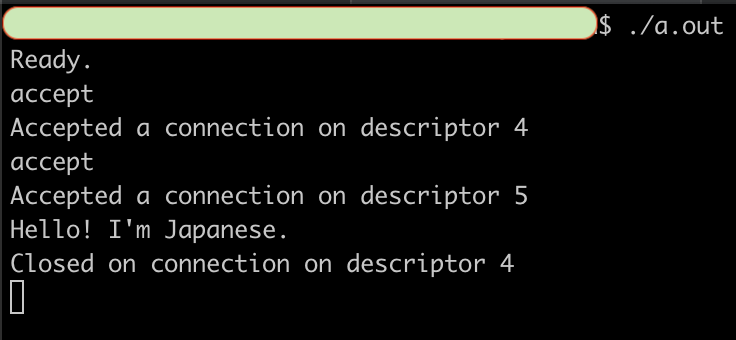 $ ./a.out
Ready.
accept
Accepted a connection on descriptor 4
accept
Accepted a connection on descriptor 5
Hello! I'm Japanese.
Closed on connection on descriptor 4